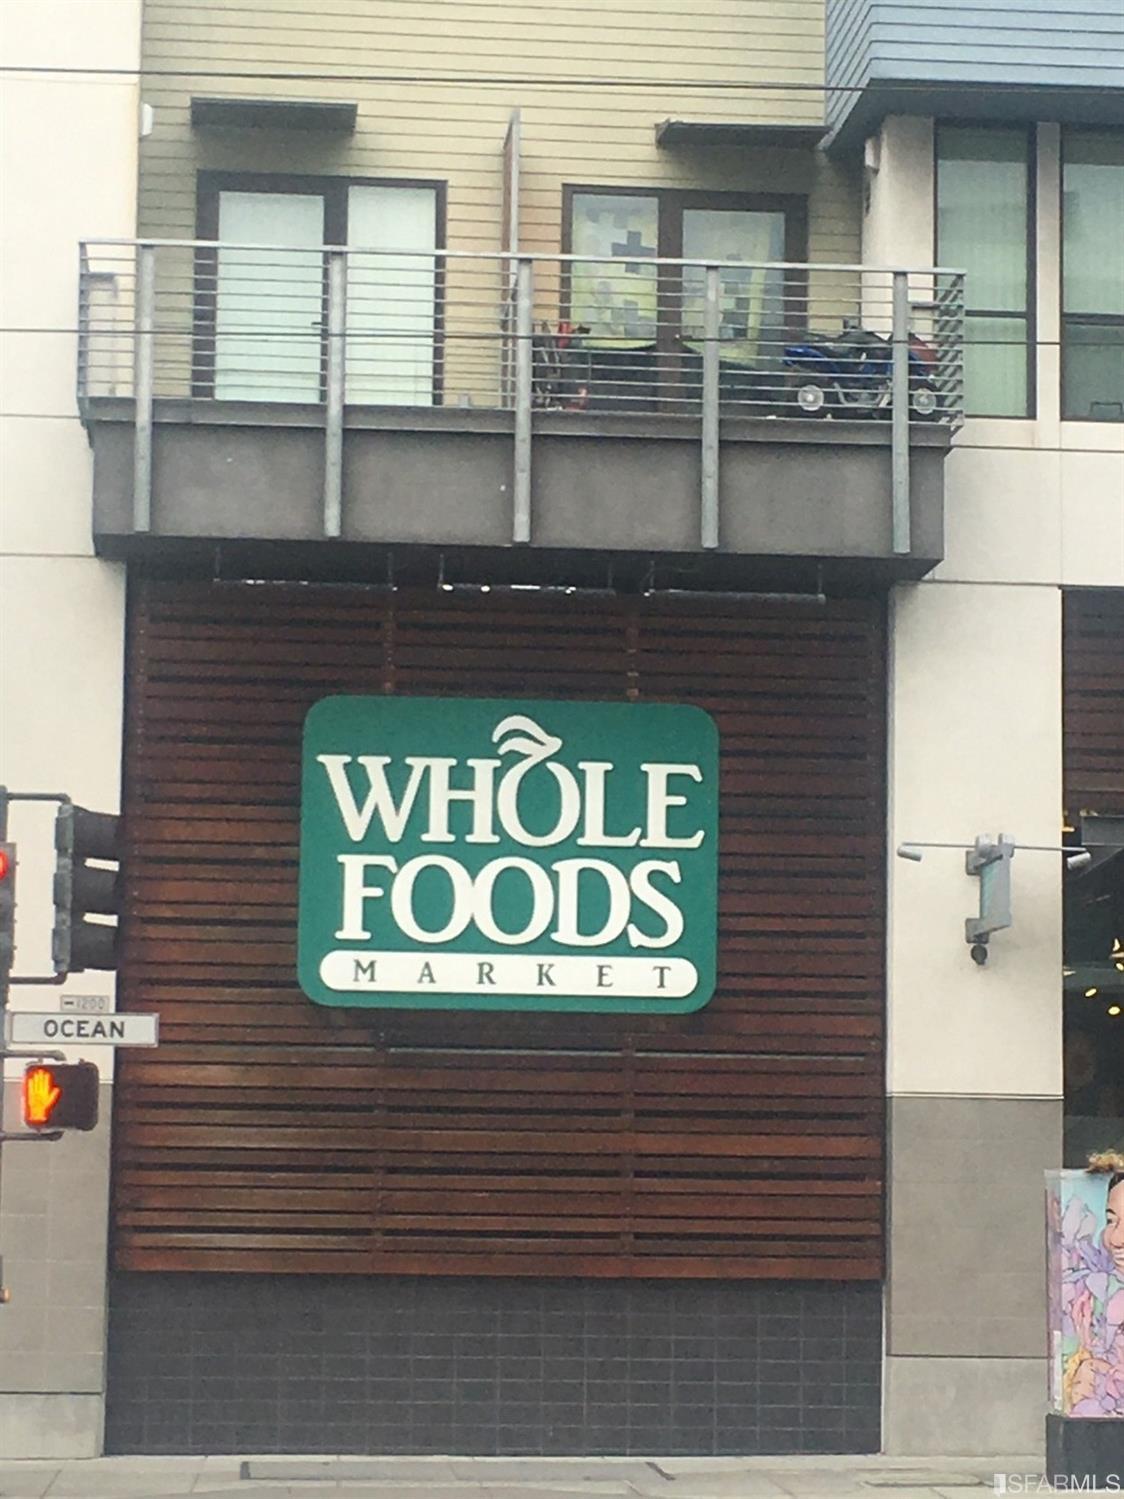 WHOLE
FOODS
MARKET
1200
OCEAN
SFARMLS